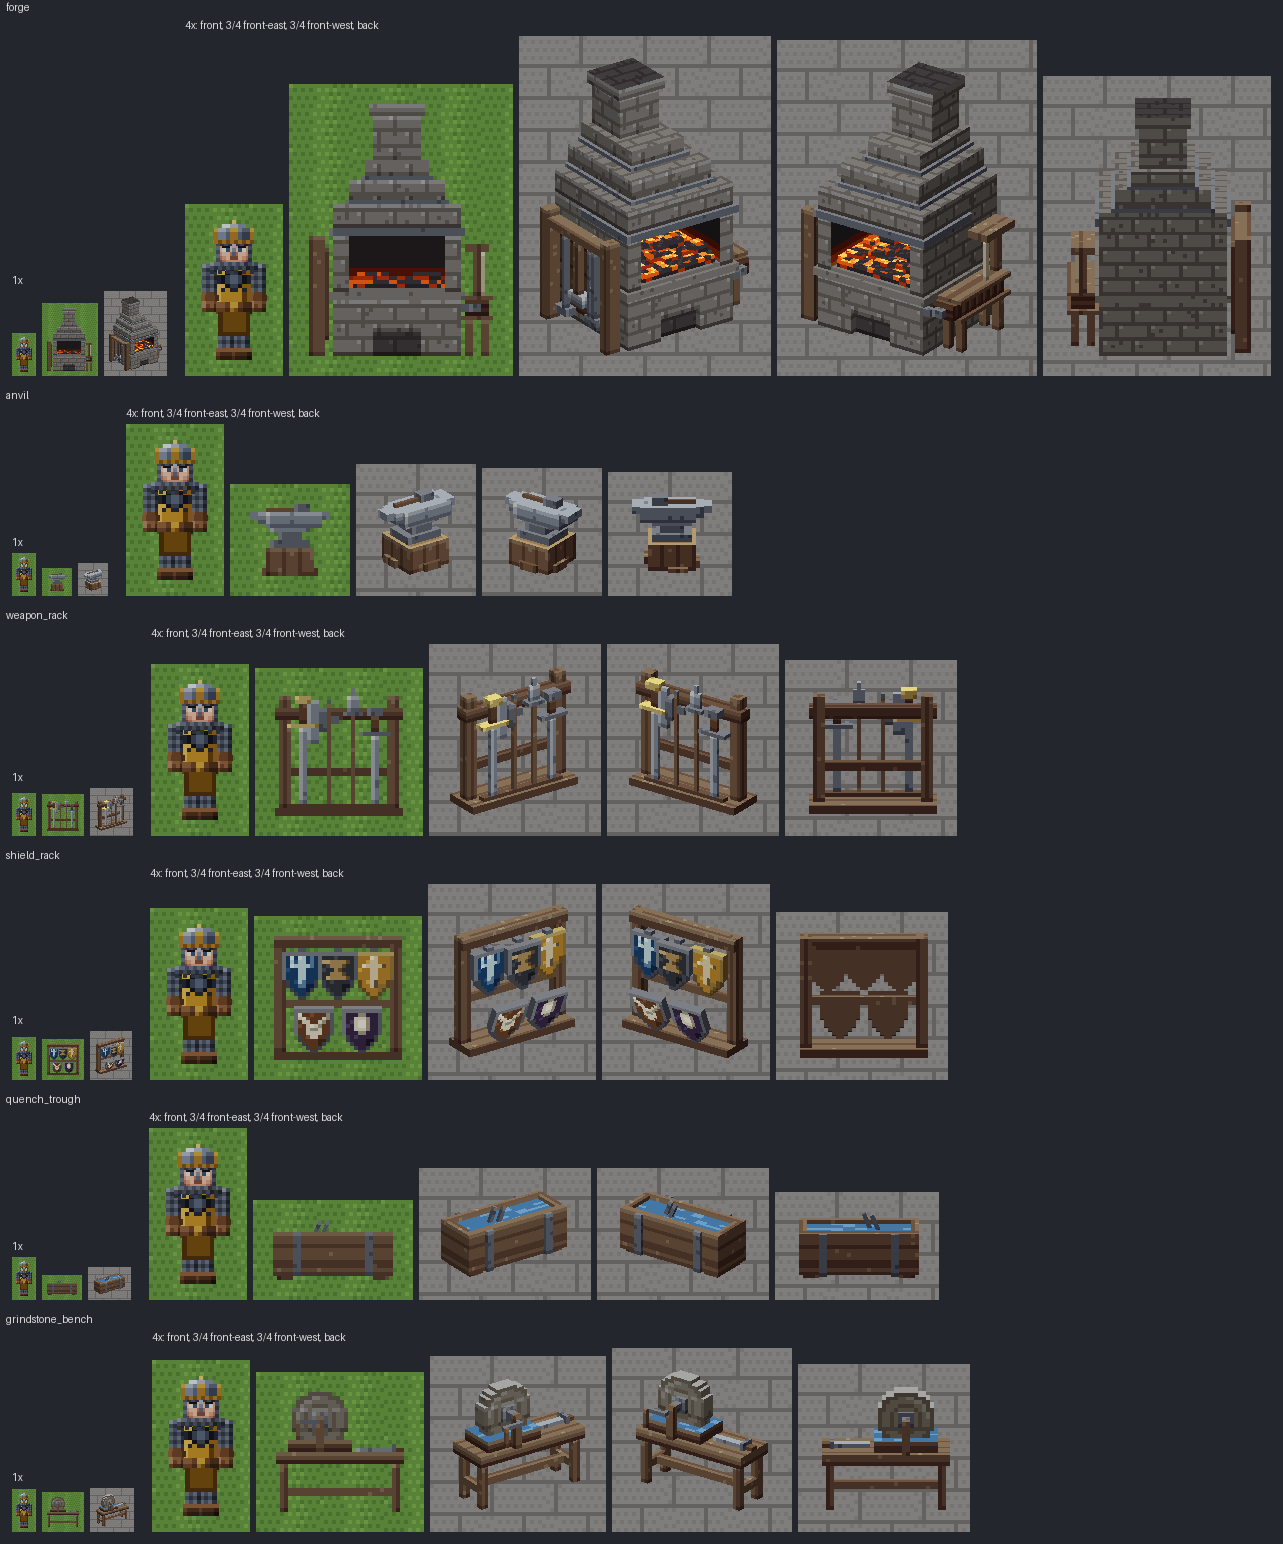 forge
4x: front, 3/4 front-east, 3/4 front-west, back
1x
anvil
4x: front, 3/4 front-east, 3/4 front-west, back
1x
weapon_rack
4x: front, 3/4 front-east, 3/4 front-west, back
1x
shield_rack
4x: front, 3/4 front-east, 3/4 front-west, back
1x
quench_trough
4x: front, 3/4 front-east, 3/4 front-west, back
1x
grindstone_bench
4x: front, 3/4 front-east, 3/4 front-west, back
1x